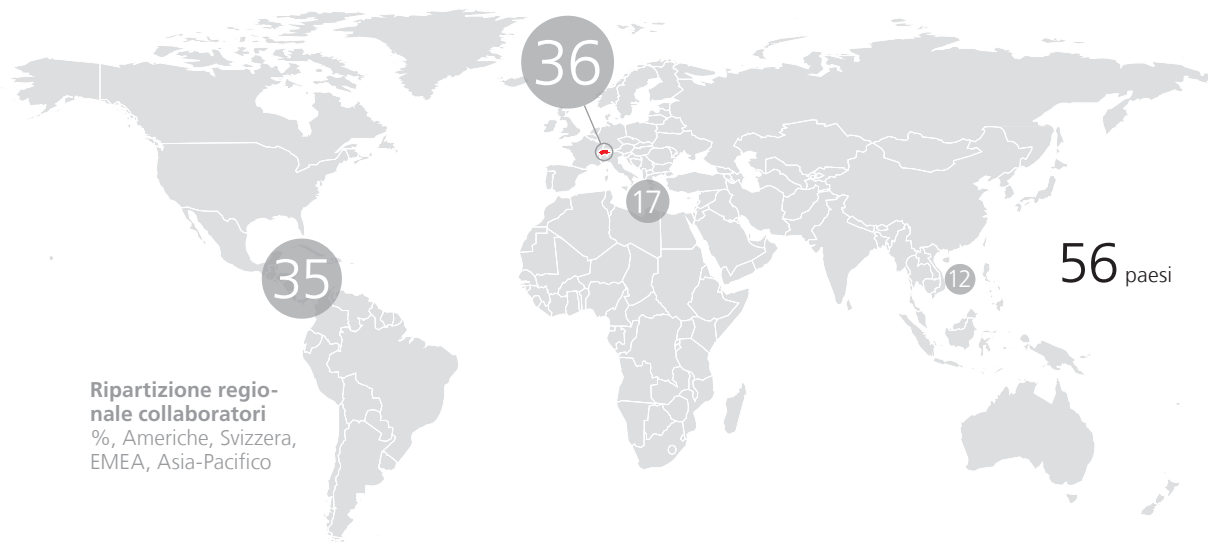 36
17
35
12
56 paesi
Ripartizione regio-
nale collaboratori
%, Americhe, Svizzera,
EMEA, Asia-Pacifico